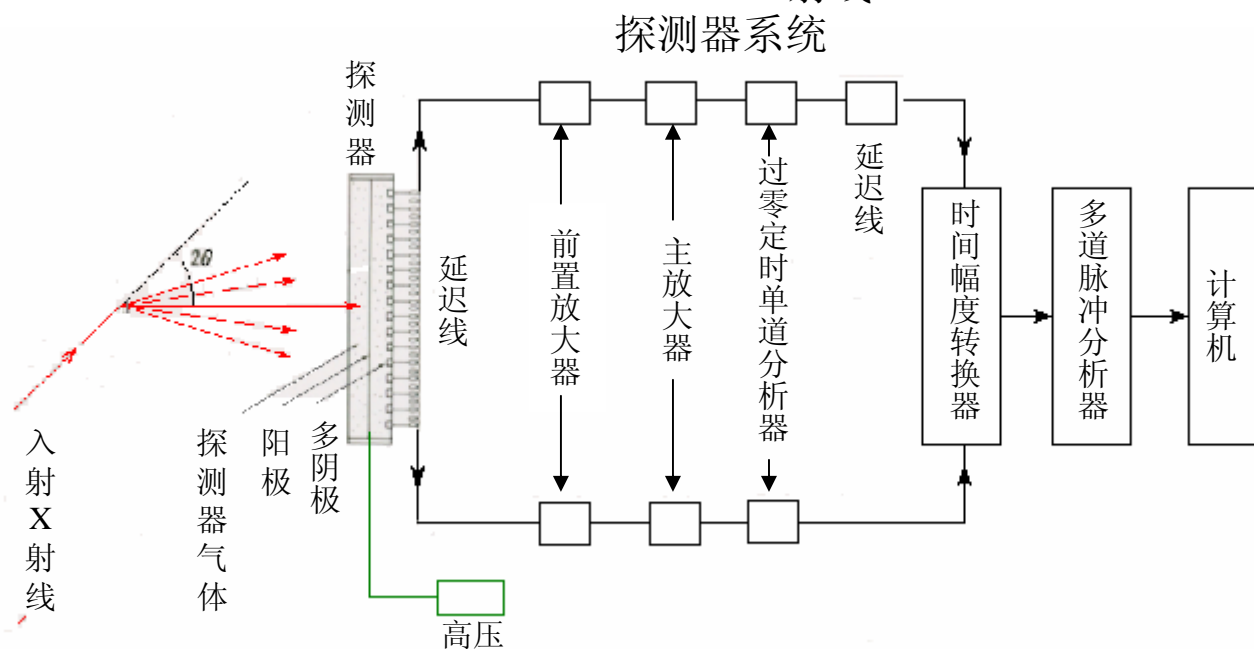 探测器系统
探测器
延迟线
前置放大器
主放大器
过零定时单道分析器
延迟线
时间幅度转换器
多道脉冲分析器
计算机
2θ
入射X射线
探测器气体
阳极
多阴极
高压